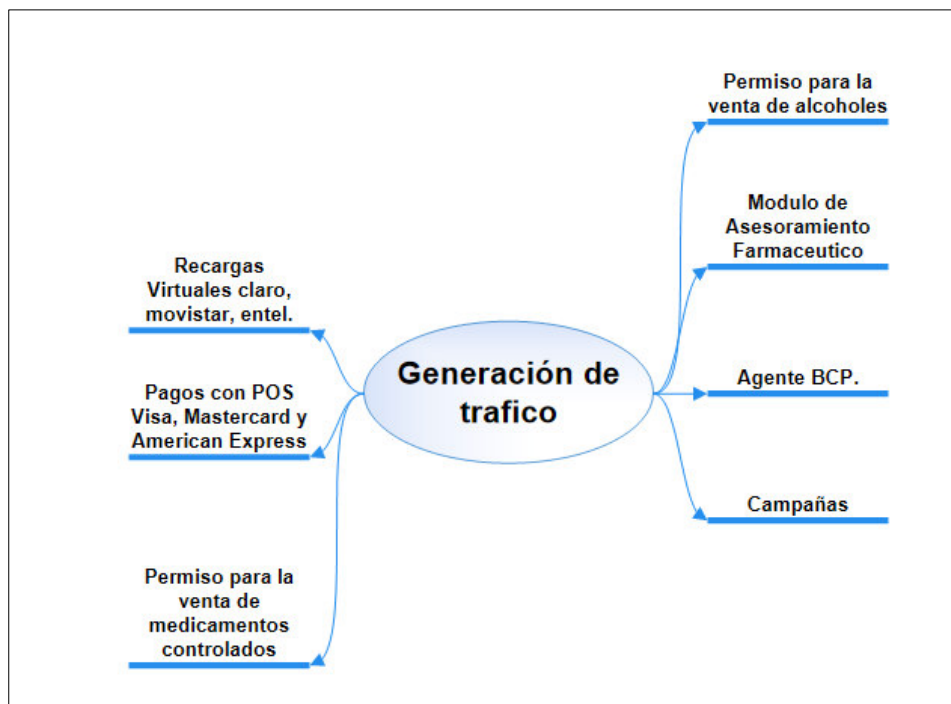 Permiso para la
venta de alcoholes
Modulo de
Asesoramiento
Farmaceutico
Recargas
Virtuales claro,
movistar, entel.
Generación de
trafico
Agente BCP.
Pagos con POS
Visa, Mastercard y
American Express
Campañas
Permiso para la
venta de
medicamentos
controlados